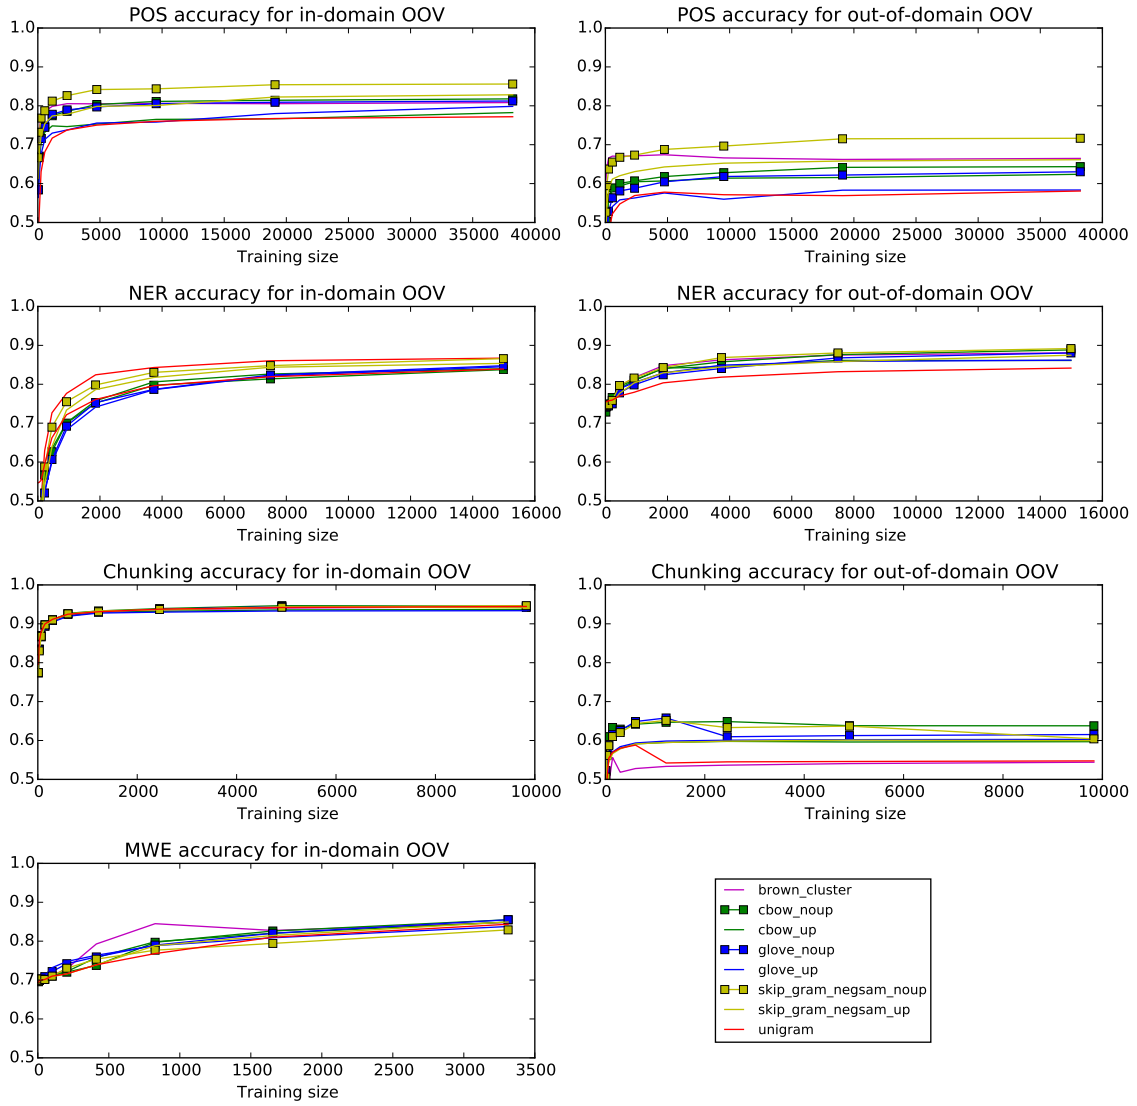 POS accuracy for in-domain OOV
1.0
0.9
0.8
0.7
0.6
0.5
0 5000 10000 15000 20000 25000 30000 35000 40000
Training size
POS accuracy for out-of-domain OOV
1.0
0.9
0.8
0.7
0.6
0.5
0 5000 10000 15000 20000 25000 30000 35000 40000
Training size
NER accuracy for in-domain OOV
1.0
0.9
0.8
0.7
0.6
0.5
0 2000 4000 6000 8000 10000 12000 14000 16000
Training size
NER accuracy for out-of-domain OOV
1.0
0.9
0.8
0.7
0.6
0.5
0 2000 4000 6000 8000 10000 12000 14000 16000
Training size
Chunking accuracy for in-domain OOV
1.0
0.9
0.8
0.7
0.6
0.5
0 2000 4000 6000 8000 10000
Training size
Chunking accuracy for out-of-domain OOV
1.0
0.9
0.8
0.7
0.6
0.5
0 2000 4000 6000 8000 10000
Training size
MWE accuracy for in-domain OOV
1.0
0.9
0.8
0.7
0.6
0.5
0 500 1000 1500 2000 2500 3000 3500
Training size
brown_cluster
cbow_noup
cbow_up
glove_noup
glove_up
skip_gram_negsam_noup
skip_gram_negsam_up
unigram